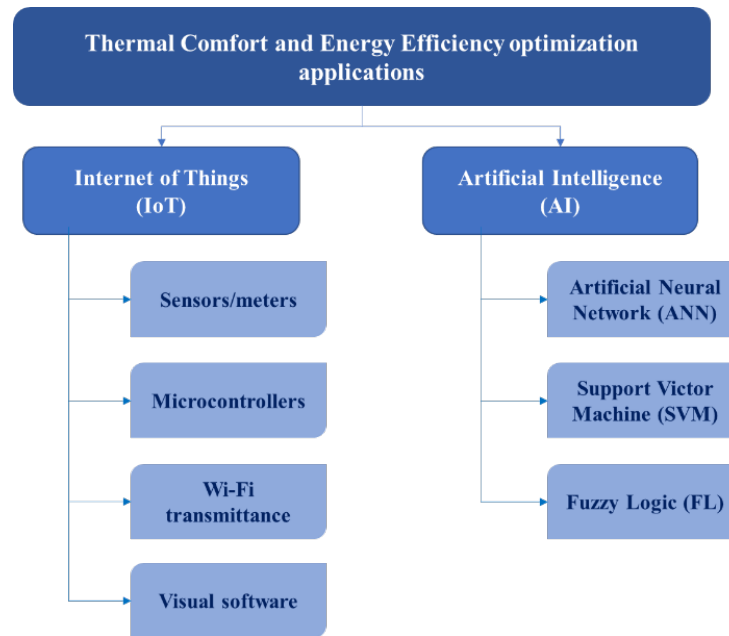 Thermal Comfort and Energy Efficiency optimization
applications
Internet of Things
(IoT)
Artificial Intelligence
(AI)
Sensors/meters
Microcontrollers
Wi-Fi
transmittance
Visual software
Artificial Neural
Network (ANN)
Support Victor
Machine (SVM)
Fuzzy Logic (FL)